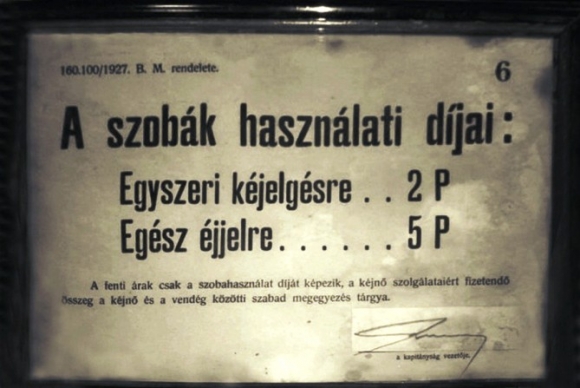 160.100/1927. B. M. rendelete.
6
A szobák használati díjai:
Egyszeri kéjelgésre . . 2 P
Egész éjjelre . . . . . . 5 P
A fenti árak csak a szobahasználat díját képezik, a kéjnő szolgálataiért fizetendő
összeg a kéjnő és a vendég közötti szabad megegyezés tárgya.
a kapitányság vezetője.